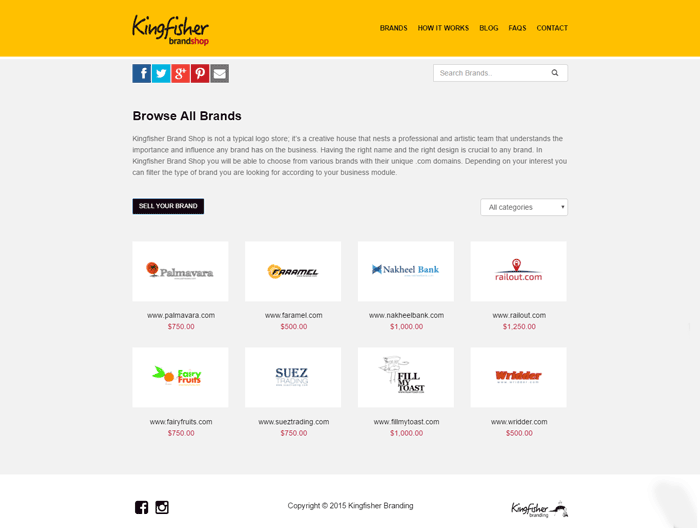 Kingfisher
brandshop
BRANDS HOW IT WORKS BLOG FAQS CONTACT
Search Brands..
Browse All Brands
Kingfisher Brand Shop is not a typical logo store; it's a creative house that nests a professional and artistic team that understands the
importance and influence any brand has on the business. Having the right name and the right design is crucial to any brand. In
Kingfisher Brand Shop you will be able to choose from various brands with their unique .com domains. Depending on your interest you
can filter the type of brand you are looking for according to your business module.
SELL YOUR BRAND
All categories
Palmavara
FARAMEL
Nakheel Bank
railout.com
www.palmavara.com
www.faramel.com
www.nakheelbank.com
www.railout.com
$750.00
$500.00
$1,000.00
$1,250.00
Fairy
Fruits
SUEZ
TRADING
FILL
MY
TOAST
Wridder
www.fairyfruits.com
www.sueztrading.com
www.fillmytoast.com
www.wridder.com
$750.00
$750.00
$1,000.00
$500.00
Copyright © 2015 Kingfisher Branding
Kingfisher
branding